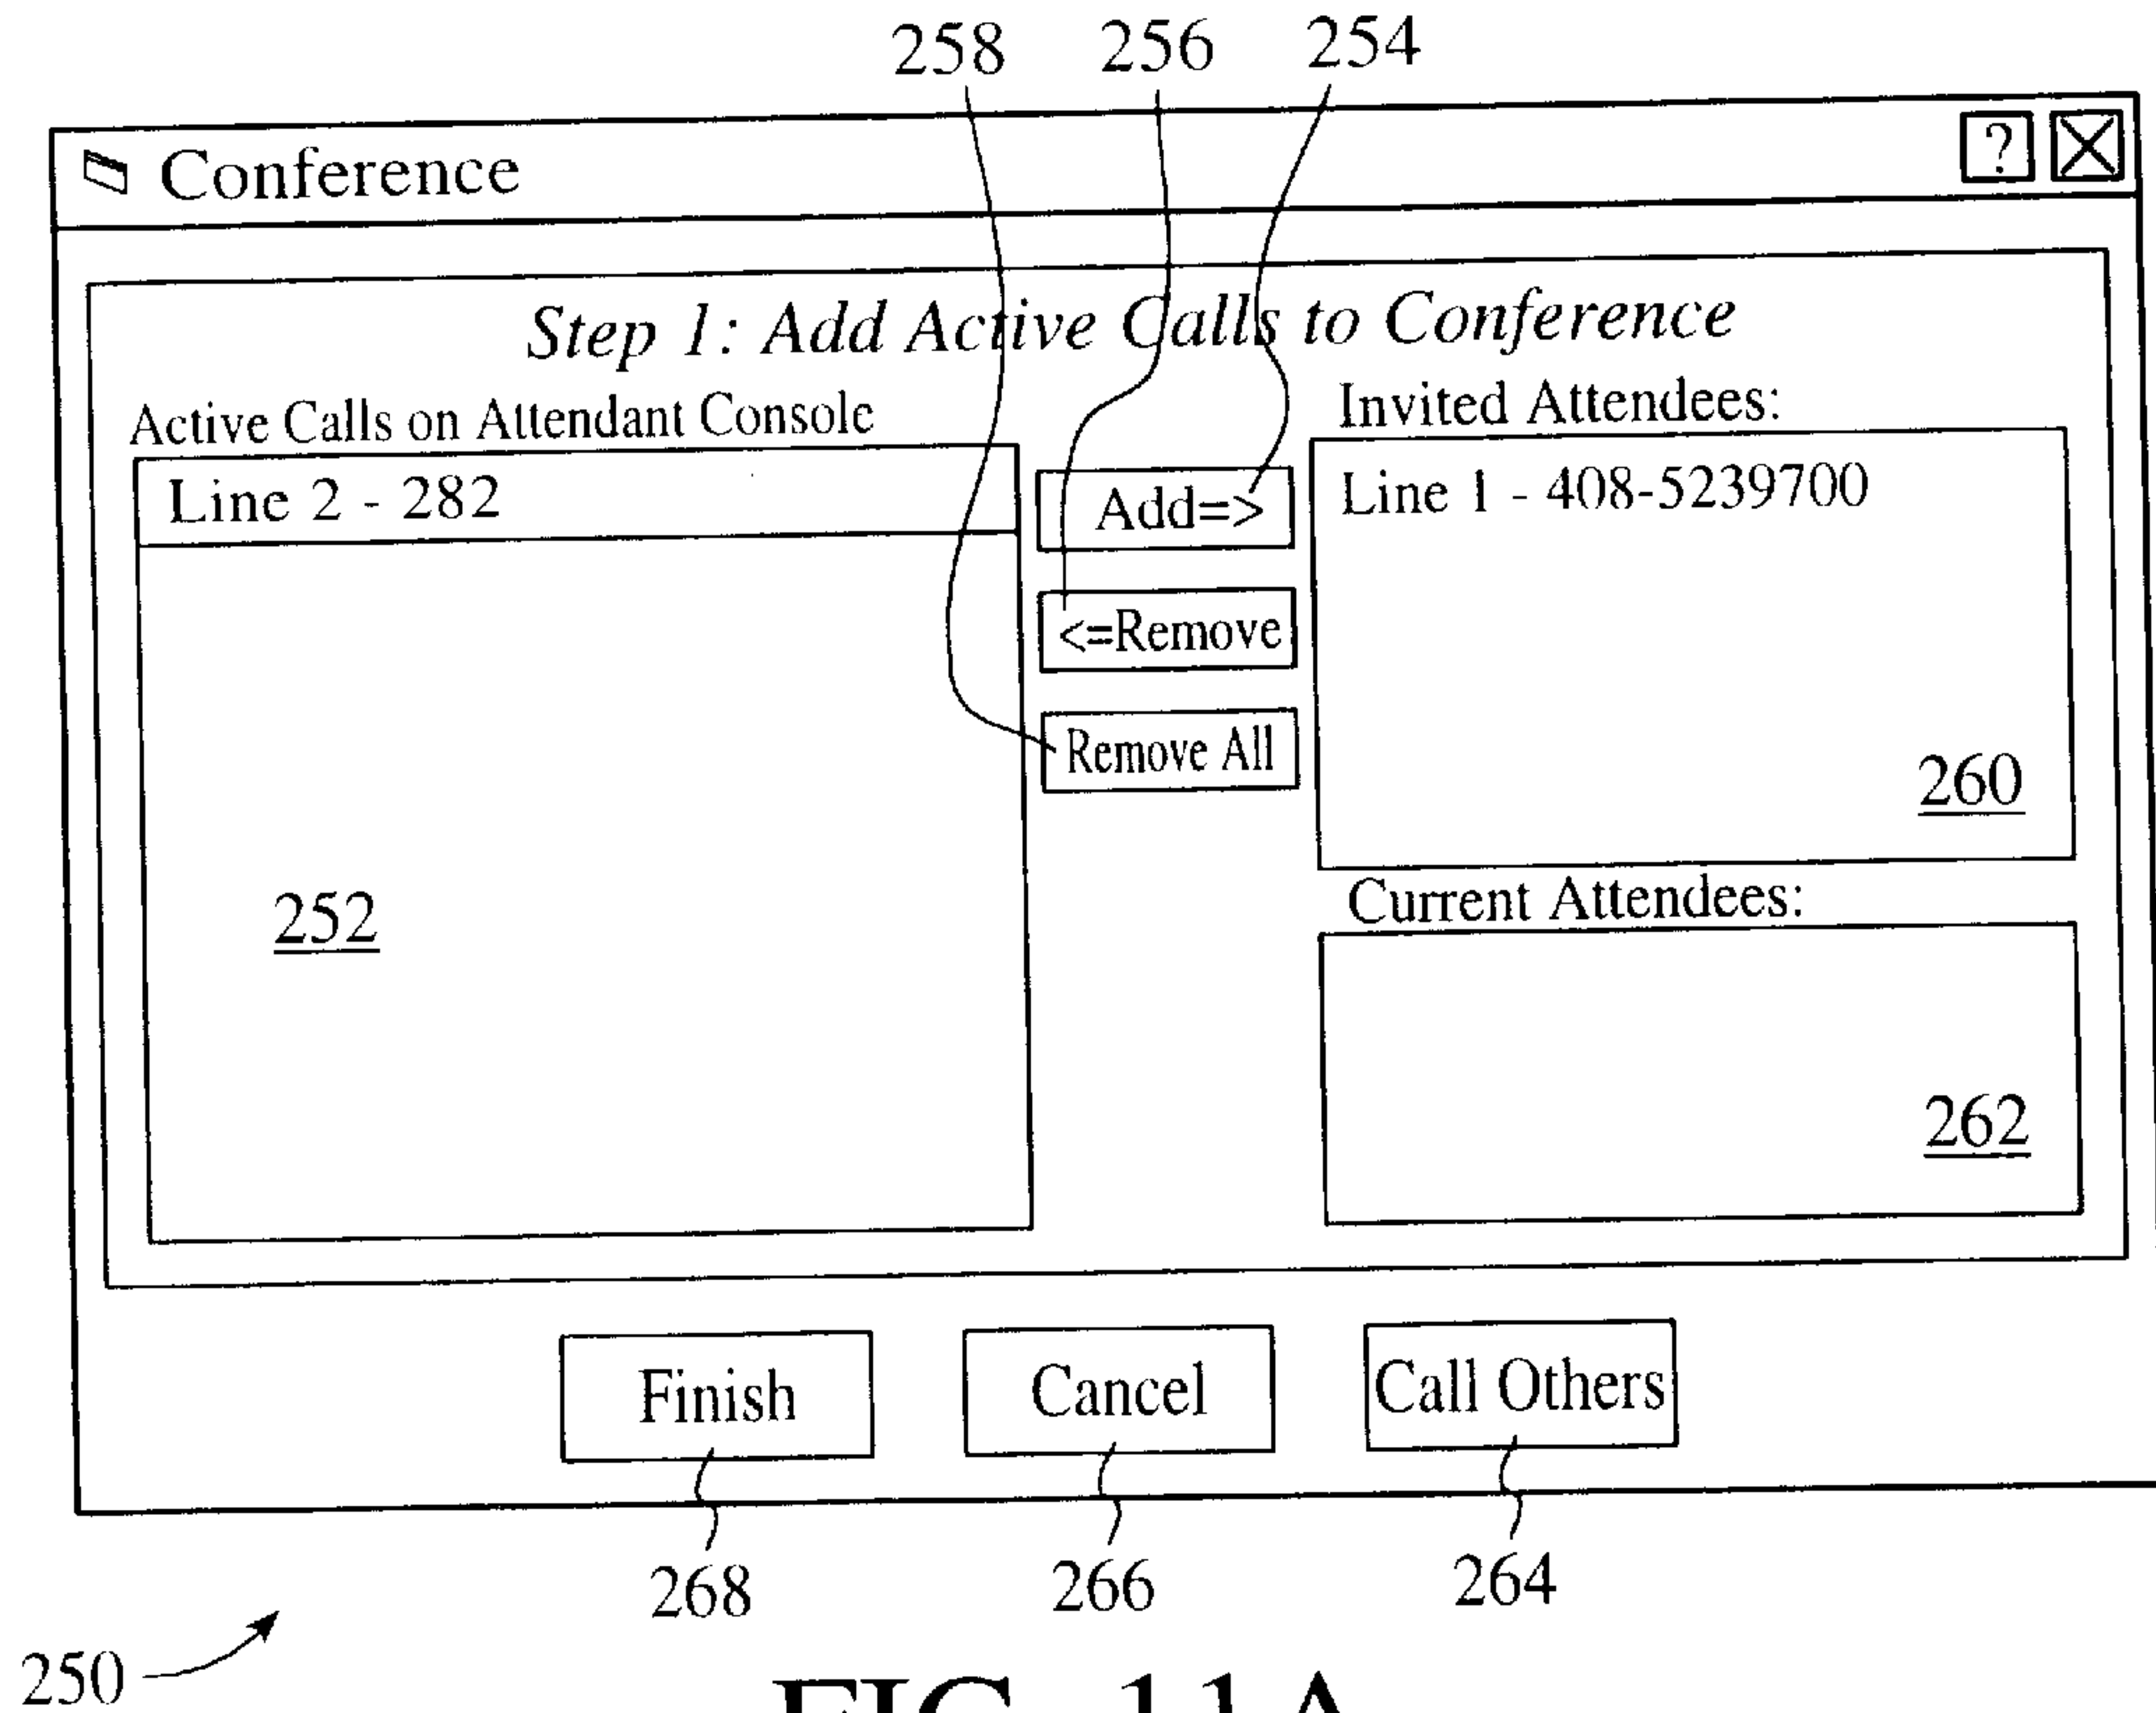 258 256 254
Conference ?
Step 1: Add Active Calls to Conference
Active Calls on Attendant Console
Line 2 - 282
252
Add=>
<=Remove
Remove All
Invited Attendees:
Line 1 - 408-5239700
260
Current Attendees:
262
Finish Cancel Call Others
268 266 264
250
FIG. 11A